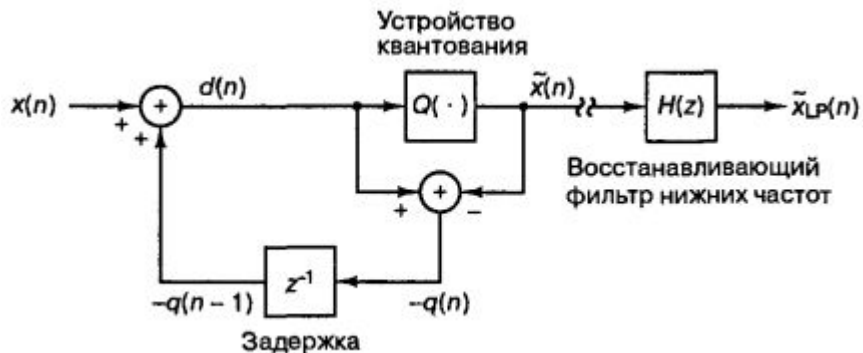 Устройство
квантования
x(n)
+
+
+
d(n)
Q( · )
x̃(n)
H(z)
x̃LP(n)
Восстанавливающий
фильтр нижних частот
+
+
−
z⁻¹
−q(n − 1)
−q(n)
Задержка